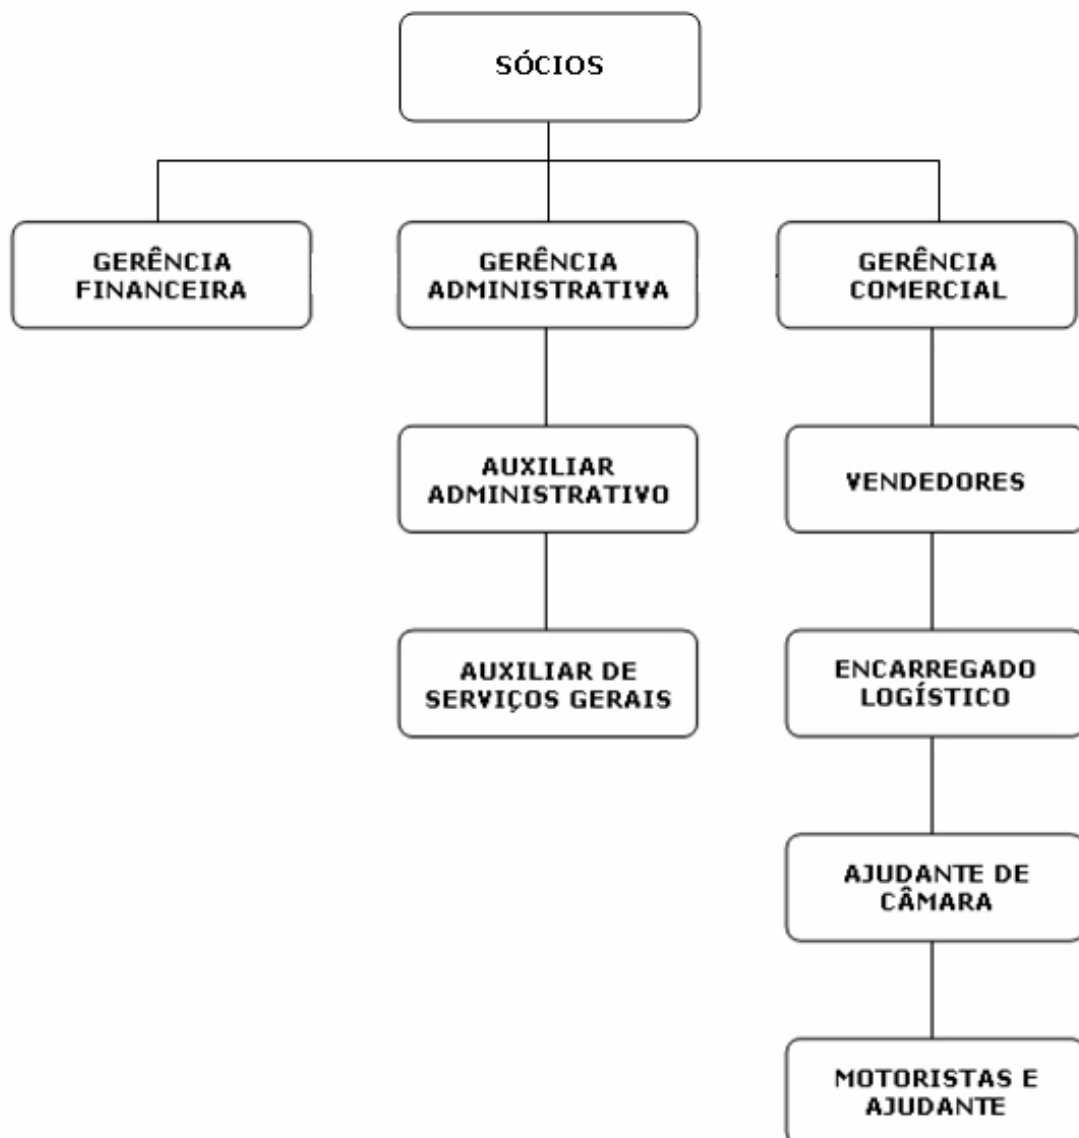 SÓCIOS
GERÊNCIA
FINANCEIRA
GERÊNCIA
ADMINISTRATIVA
GERÊNCIA
COMERCIAL
AUXILIAR
ADMINISTRATIVO
VENDEDORES
AUXILIAR DE
SERVIÇOS GERAIS
ENCARREGADO
LOGÍSTICO
AJUDANTE DE
CÂMARA
MOTORISTAS E
AJUDANTE